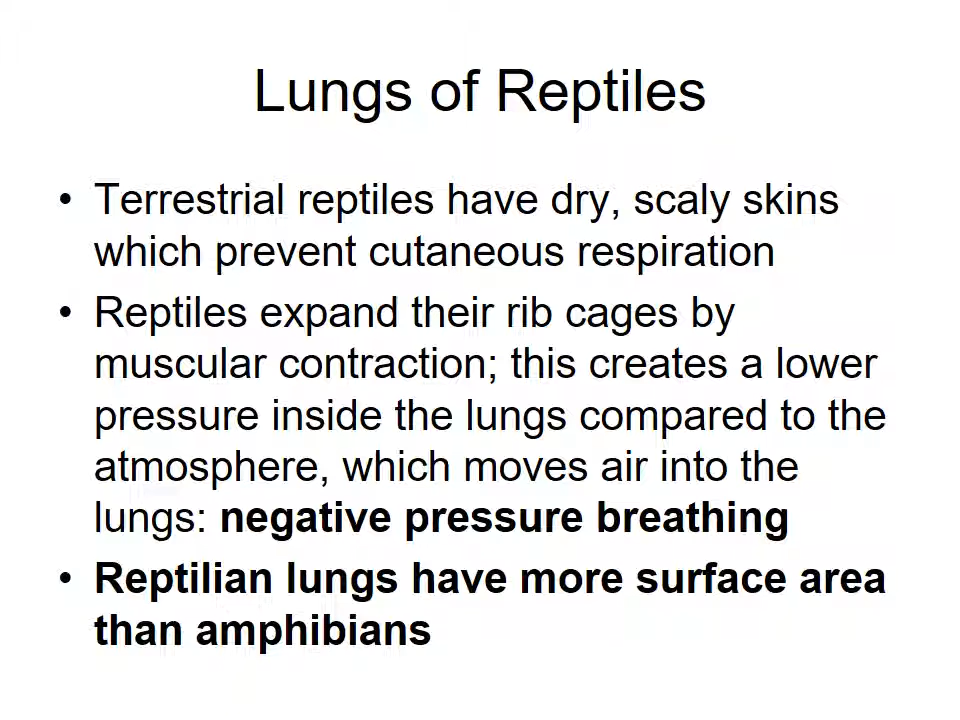 Lungs of Reptiles
• Terrestrial reptiles have dry, scaly skins
which prevent cutaneous respiration
• Reptiles expand their rib cages by
muscular contraction; this creates a lower
pressure inside the lungs compared to the
atmosphere, which moves air into the
lungs: negative pressure breathing
• Reptilian lungs have more surface area
than amphibians